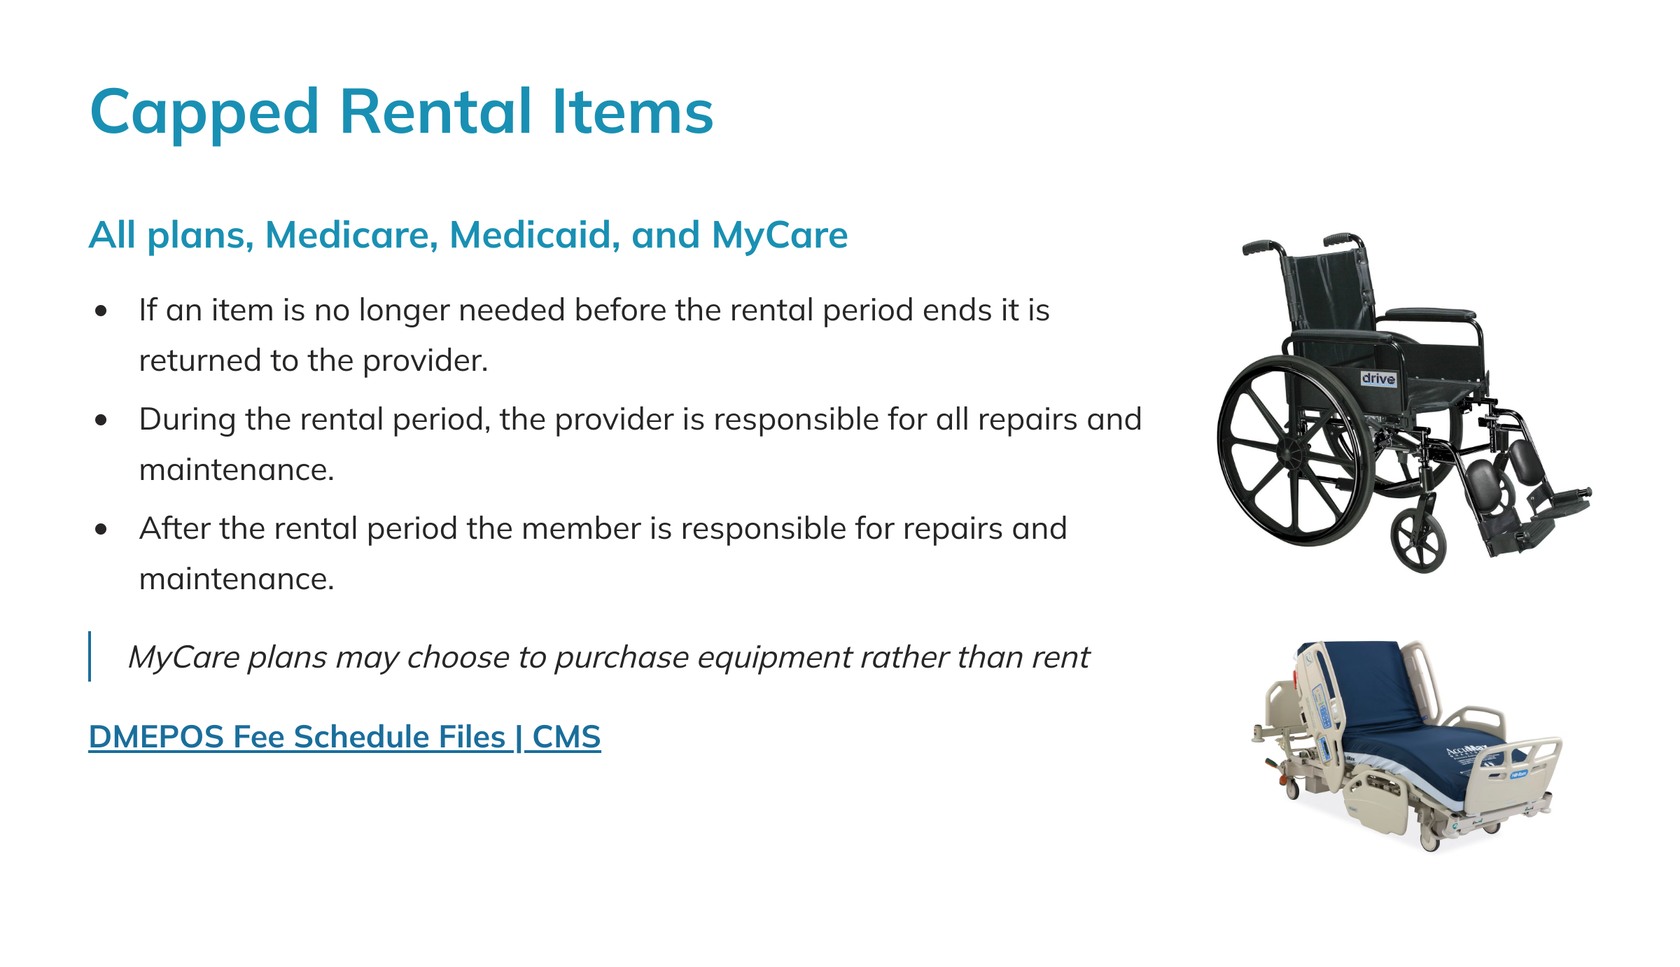 Capped Rental Items
All plans, Medicare, Medicaid, and MyCare
• If an item is no longer needed before the rental period ends it is
returned to the provider.
• During the rental period, the provider is responsible for all repairs and
maintenance.
• After the rental period the member is responsible for repairs and
maintenance.
MyCare plans may choose to purchase equipment rather than rent
DMEPOS Fee Schedule Files | CMS
drive
AccuMax